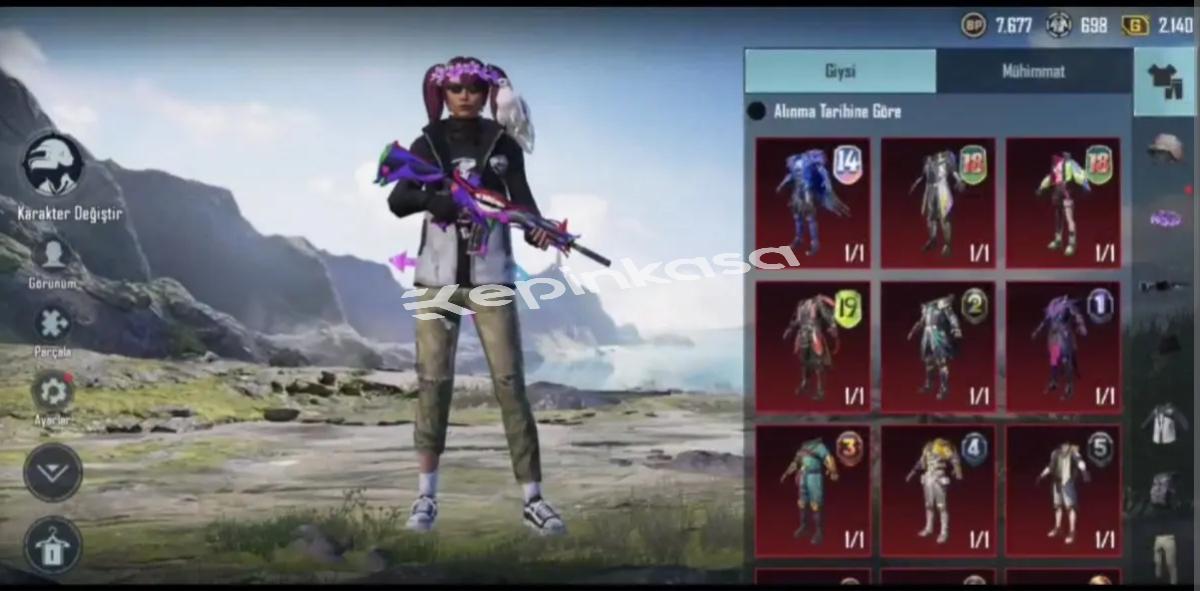 BP 7.677 698 G 2.140
Giysi Mühimmat
Alınma Tarihine Göre
Karakter Değiştir
Görünüm
Parçala
Ayarlar
14 1/1
18 1/1
18 1/1
19 1/1
2 1/1
1 1/1
3 1/1
4 1/1
5 1/1
epinkasa